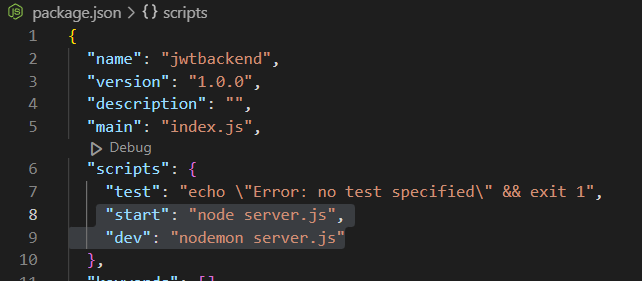 JS package.json > scripts
1 {
2 "name": "jwtbackend",
3 "version": "1.0.0",
4 "description": "",
5 "main": "index.js",
Debug
6 "scripts": {
7 "test": "echo \"Error: no test specified\" && exit 1",
8 "start": "node server.js",
9 "dev": "nodemon server.js"
10 },
11 "keywords": []